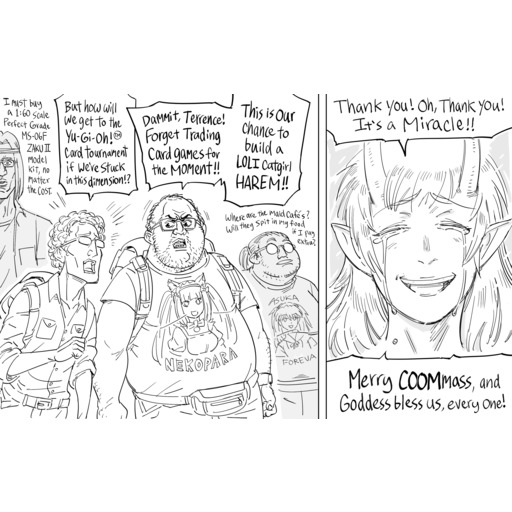 I must buy
a 1:60 scale
Perfect Grade
MS-06F
ZAKU II
Model
kit, no
matter
the cost.
But how will
we get to the
Yu-Gi-Oh!™
Card Tournament
if we're stuck
in this dimension!?
Dammit, Terrence!
Forget Trading
Card games for
the MOMENT!!
This is our
chance to
build a
LOLI Catgirl
HAREM!!
Where are the maid Café's?
Will they spit in my food
if I pay
extra?
NEKOPARA
ASUKA
FOREVA
Thank you! Oh, Thank you!
It's a Miracle!!
Merry COOMmass, and
Goddess bless us, every one!